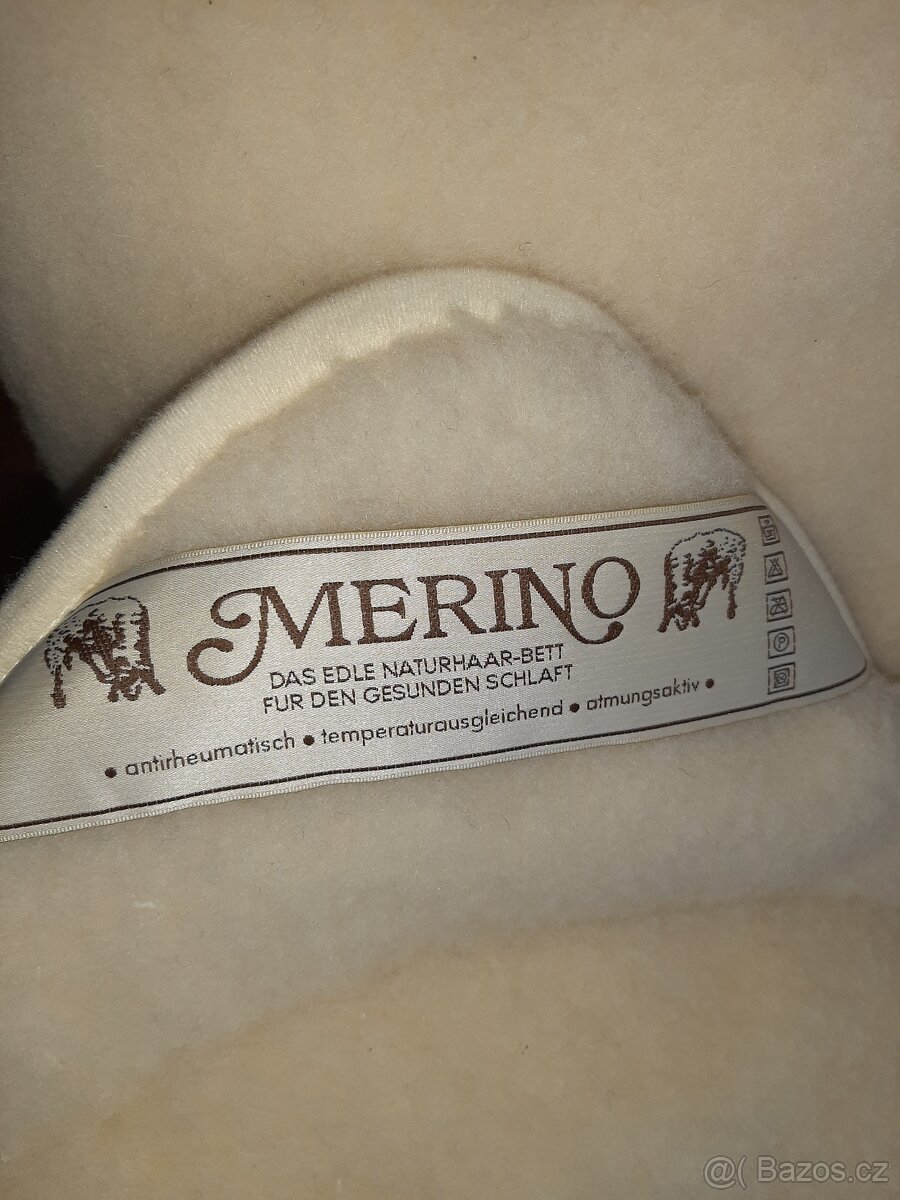 MERINO
DAS EDLE NATURHAAR-BETT
FUR DEN GESUNDEN SCHLAFT
• antirheumatisch • temperaturausgleichend • atmungsaktiv •
P
@( Bazos.cz